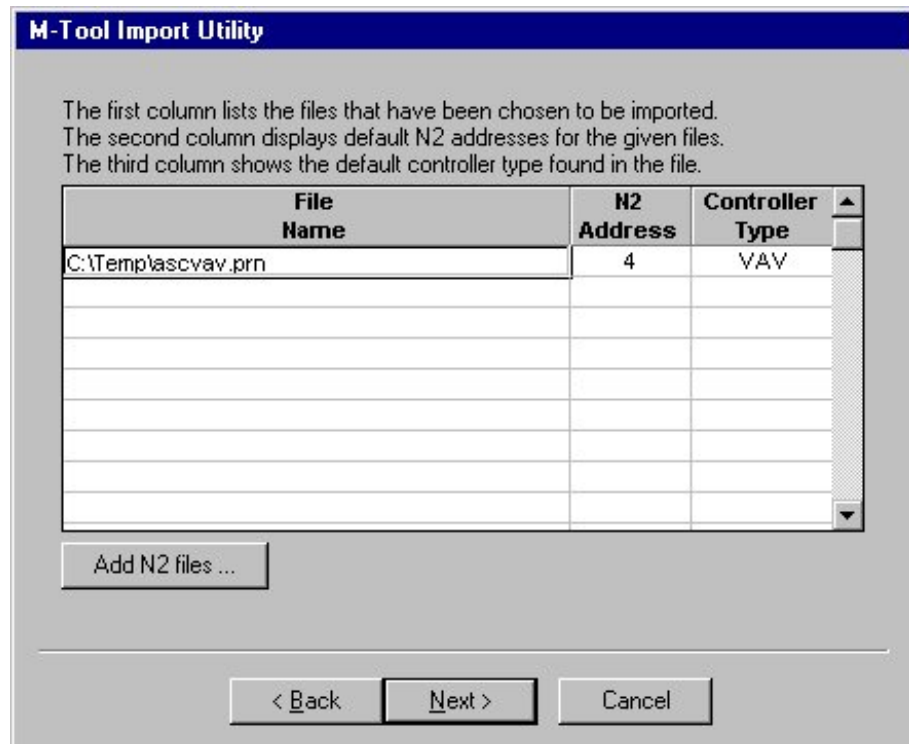 M-Tool Import Utility
The first column lists the files that have been chosen to be imported.
The second column displays default N2 addresses for the given files.
The third column shows the default controller type found in the file.
File Name N2 Address Controller Type
C:\Temp\ascvav.prn 4 VAV
Add N2 files ...
< Back Next > Cancel